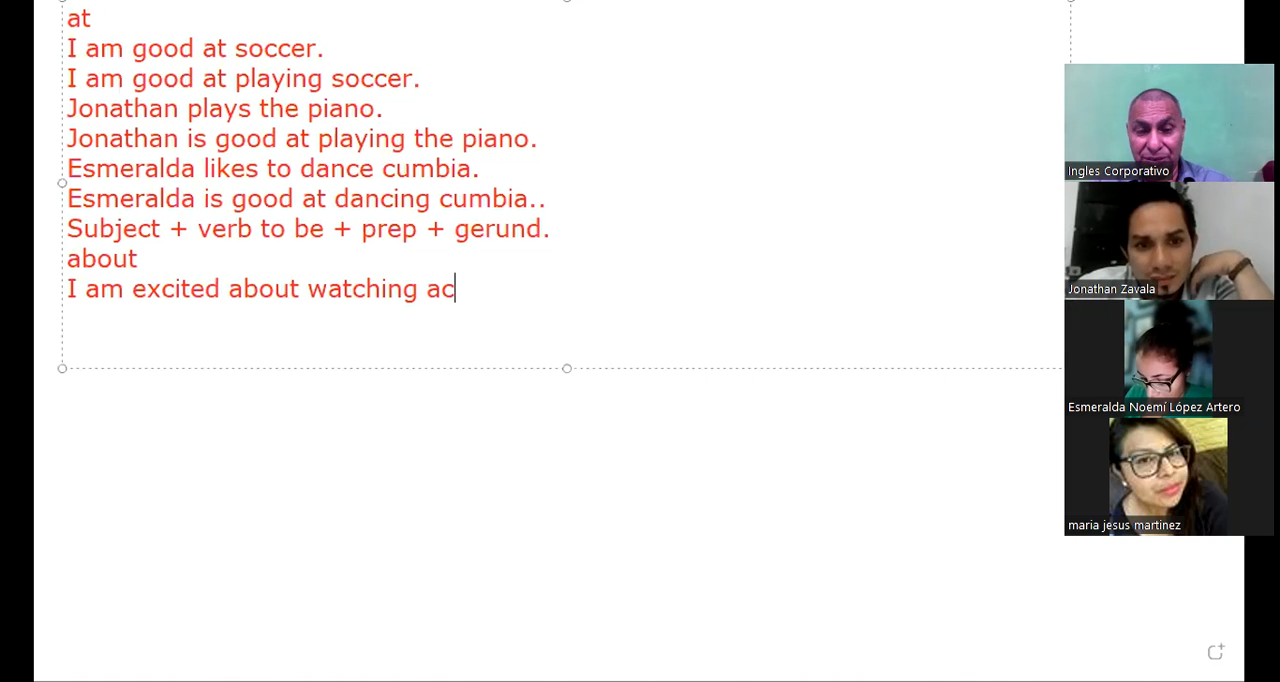 at
I am good at soccer.
I am good at playing soccer.
Jonathan plays the piano.
Jonathan is good at playing the piano.
Esmeralda likes to dance cumbia.
Esmeralda is good at dancing cumbia..
Subject + verb to be + prep + gerund.
about
I am excited about watching ac
Ingles Corporativo
Jonathan Zavala
Esmeralda Noemí López Artero
maria jesus martinez